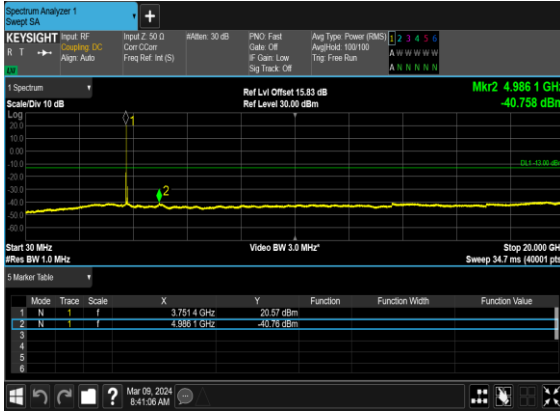 Spectrum Analyzer 1
Swept SA
+
KEYSIGHT
R T
Input: RF
Coupling: DC
Align: Auto
Input Z: 50 Ω
Corr CCorr
Freq Ref: Int (S)
#Atten: 30 dB
PNO: Fast
Gate: Off
IF Gain: Low
Sig Track: Off
Avg Type: Power (RMS)
Avg|Hold: 100/100
Trig: Free Run
1 2 3 4 5 6
A W W W W W
A N N N N N
1 Spectrum
Scale/Div 10 dB
Log
Ref Lvl Offset 15.83 dB
Ref Level 30.00 dBm
Mkr2 4.986 1 GHz
-40.758 dBm
20.0
10.0
0.00
-10.0
-20.0
-30.0
-40.0
-50.0
-60.0
1
2
DL1 -13.00 dBm
Start 30 MHz
#Res BW 1.0 MHz
Video BW 3.0 MHz*
Stop 20.000 GHz
Sweep 34.7 ms (40001 pts)
5 Marker Table
Mode Trace Scale X Y Function Function Width Function Value
1 N 1 f 3.751 4 GHz 20.57 dBm
2 N 1 f 4.986 1 GHz -40.76 dBm
3
4
5
6
?
Mar 09, 2024
8:41:06 AM